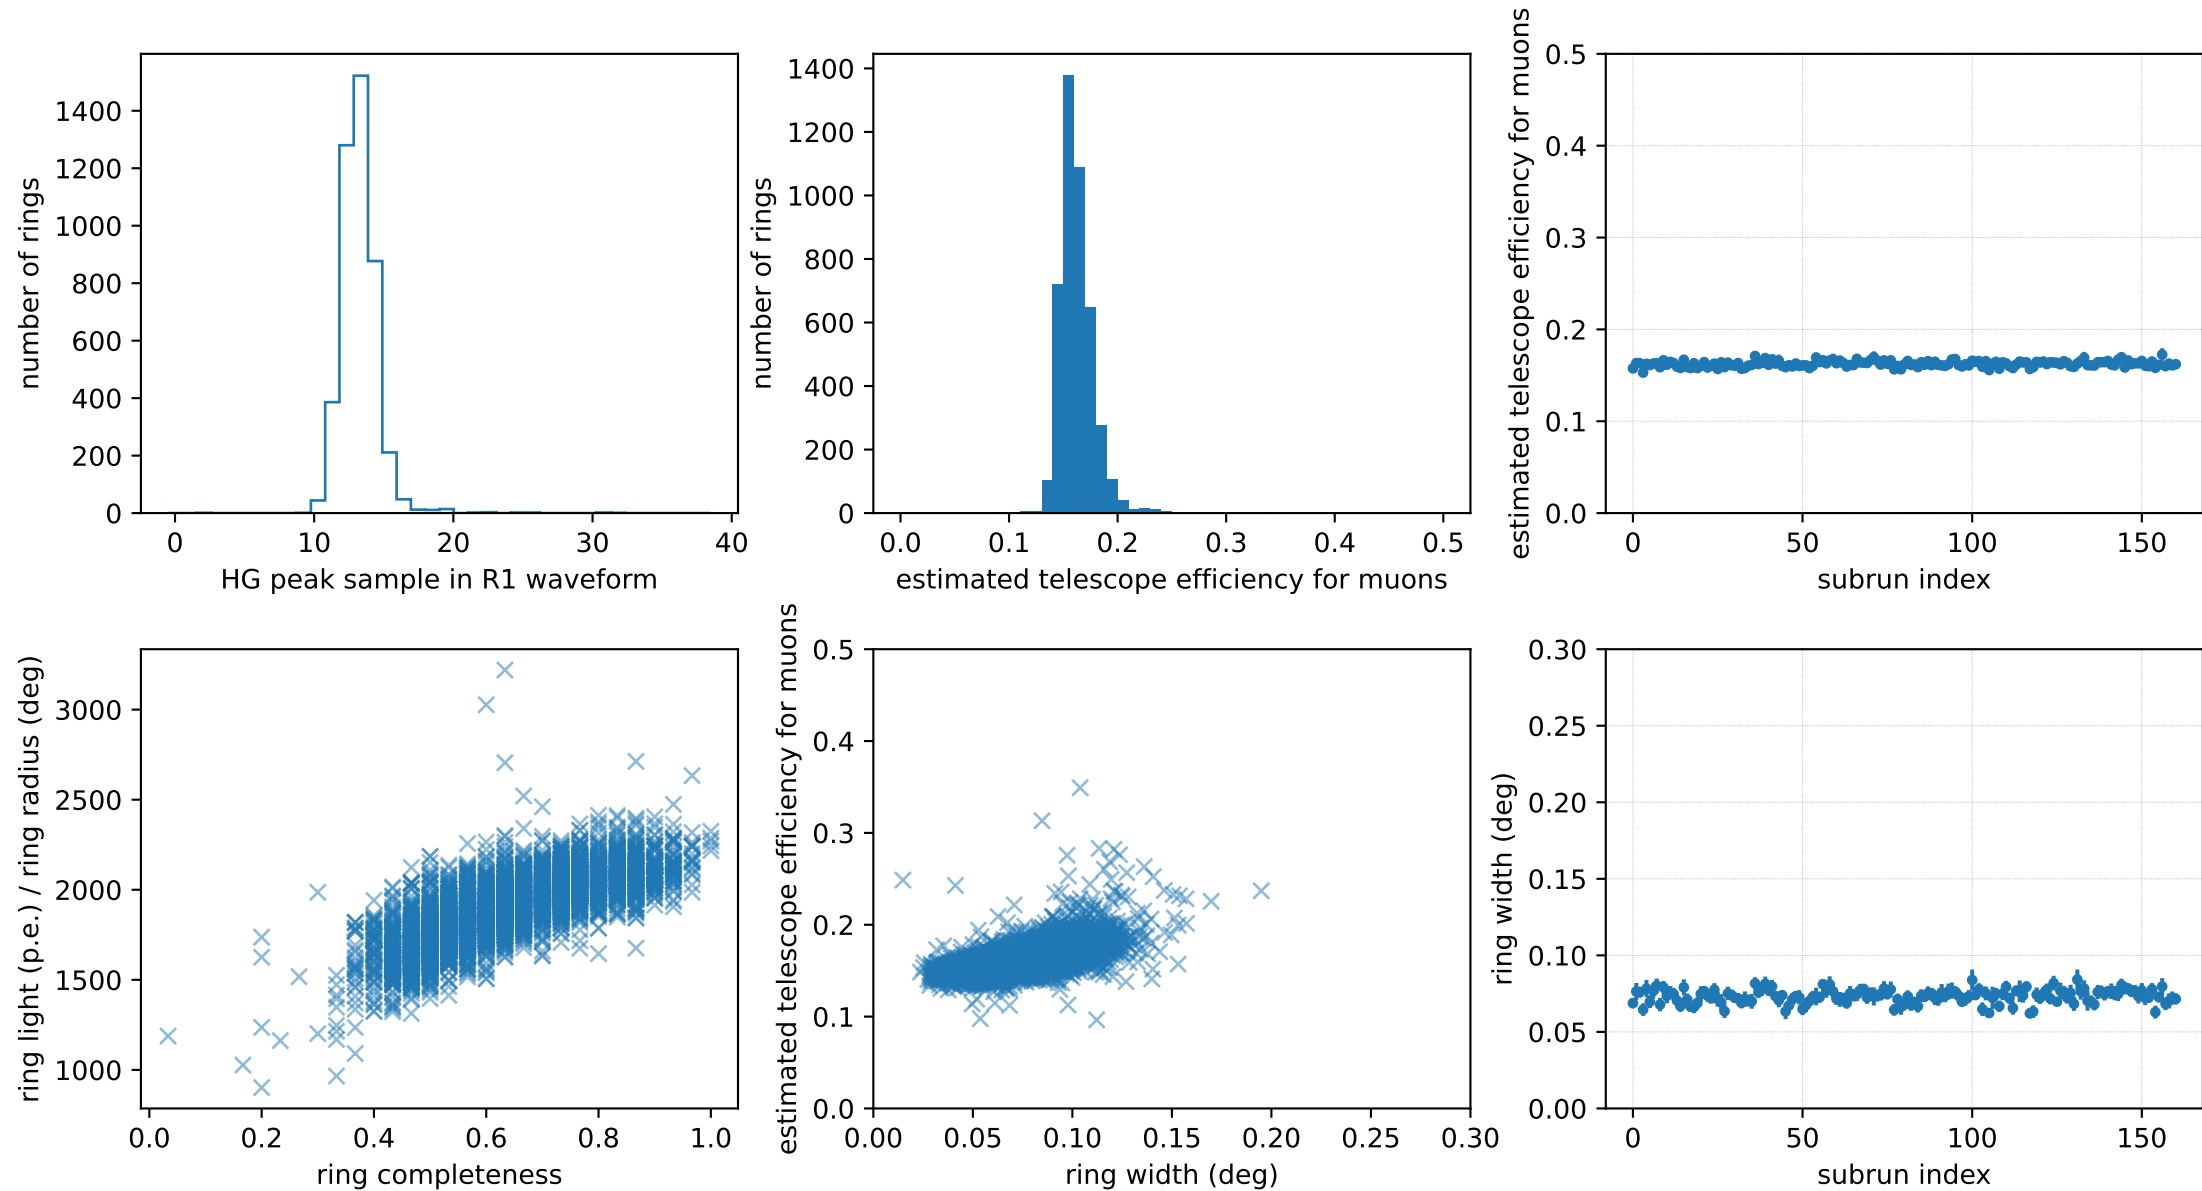 number of rings
1400
1200
1000
800
600
400
200
0
0 10 20 30 40
HG peak sample in R1 waveform
number of rings
1400
1200
1000
800
600
400
200
0
0.0 0.1 0.2 0.3 0.4 0.5
estimated telescope efficiency for muons
estimated telescope efficiency for muons
0.5
0.4
0.3
0.2
0.1
0.0
0 50 100 150
subrun index
ring light (p.e.) / ring radius (deg)
3000
2500
2000
1500
1000
0.0 0.2 0.4 0.6 0.8 1.0
ring completeness
estimated telescope efficiency for muons
0.5
0.4
0.3
0.2
0.1
0.0
0.00 0.05 0.10 0.15 0.20 0.25 0.30
ring width (deg)
ring width (deg)
0.30
0.25
0.20
0.15
0.10
0.05
0.00
0 50 100 150
subrun index